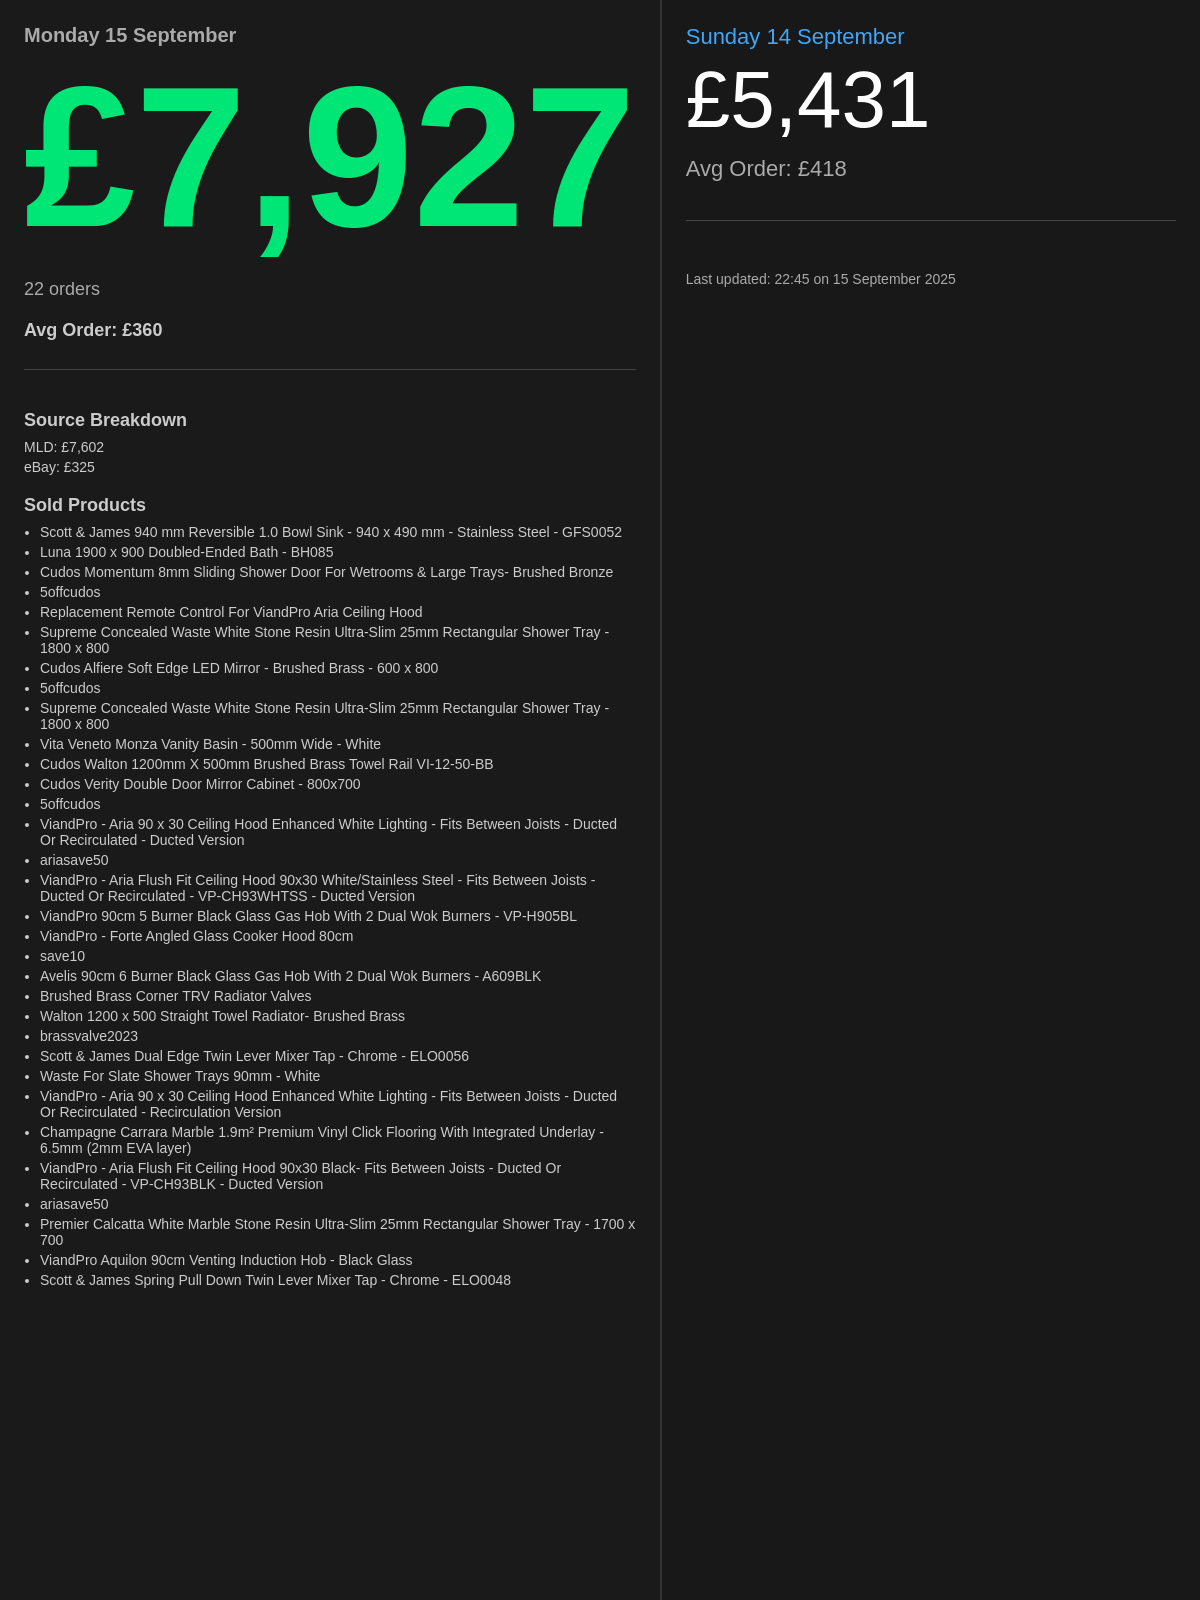 Monday 15 September
£7,927
22 orders
Avg Order: £360
Source Breakdown
MLD: £7,602
eBay: £325
Sold Products
• Scott & James 940 mm Reversible 1.0 Bowl Sink - 940 x 490 mm - Stainless Steel - GFS0052
• Luna 1900 x 900 Doubled-Ended Bath - BH085
• Cudos Momentum 8mm Sliding Shower Door For Wetrooms & Large Trays- Brushed Bronze
• 5offcudos
• Replacement Remote Control For ViandPro Aria Ceiling Hood
• Supreme Concealed Waste White Stone Resin Ultra-Slim 25mm Rectangular Shower Tray -
1800 x 800
• Cudos Alfiere Soft Edge LED Mirror - Brushed Brass - 600 x 800
• 5offcudos
• Supreme Concealed Waste White Stone Resin Ultra-Slim 25mm Rectangular Shower Tray -
1800 x 800
• Vita Veneto Monza Vanity Basin - 500mm Wide - White
• Cudos Walton 1200mm X 500mm Brushed Brass Towel Rail VI-12-50-BB
• Cudos Verity Double Door Mirror Cabinet - 800x700
• 5offcudos
• ViandPro - Aria 90 x 30 Ceiling Hood Enhanced White Lighting - Fits Between Joists - Ducted
Or Recirculated - Ducted Version
• ariasave50
• ViandPro - Aria Flush Fit Ceiling Hood 90x30 White/Stainless Steel - Fits Between Joists -
Ducted Or Recirculated - VP-CH93WHTSS - Ducted Version
• ViandPro 90cm 5 Burner Black Glass Gas Hob With 2 Dual Wok Burners - VP-H905BL
• ViandPro - Forte Angled Glass Cooker Hood 80cm
• save10
• Avelis 90cm 6 Burner Black Glass Gas Hob With 2 Dual Wok Burners - A609BLK
• Brushed Brass Corner TRV Radiator Valves
• Walton 1200 x 500 Straight Towel Radiator- Brushed Brass
• brassvalve2023
• Scott & James Dual Edge Twin Lever Mixer Tap - Chrome - ELO0056
• Waste For Slate Shower Trays 90mm - White
• ViandPro - Aria 90 x 30 Ceiling Hood Enhanced White Lighting - Fits Between Joists - Ducted
Or Recirculated - Recirculation Version
• Champagne Carrara Marble 1.9m² Premium Vinyl Click Flooring With Integrated Underlay -
6.5mm (2mm EVA layer)
• ViandPro - Aria Flush Fit Ceiling Hood 90x30 Black- Fits Between Joists - Ducted Or
Recirculated - VP-CH93BLK - Ducted Version
• ariasave50
• Premier Calcatta White Marble Stone Resin Ultra-Slim 25mm Rectangular Shower Tray - 1700 x
700
• ViandPro Aquilon 90cm Venting Induction Hob - Black Glass
• Scott & James Spring Pull Down Twin Lever Mixer Tap - Chrome - ELO0048
Sunday 14 September
£5,431
Avg Order: £418
Last updated: 22:45 on 15 September 2025